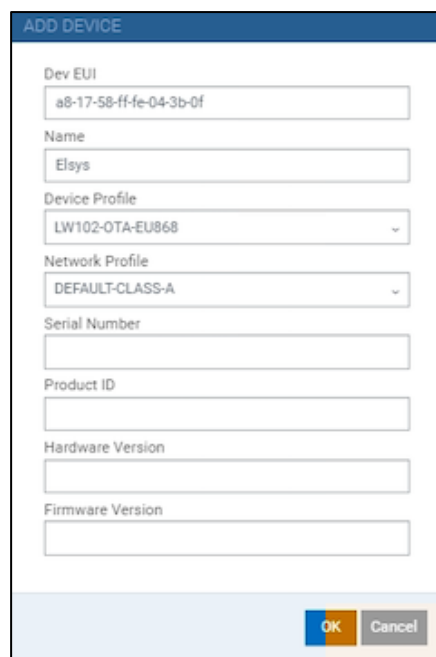 ADD DEVICE
Dev EUI
a8-17-58-ff-fe-04-3b-0f
Name
Elsys
Device Profile
LW102-OTA-EU868
Network Profile
DEFAULT-CLASS-A
Serial Number
Product ID
Hardware Version
Firmware Version
OK Cancel